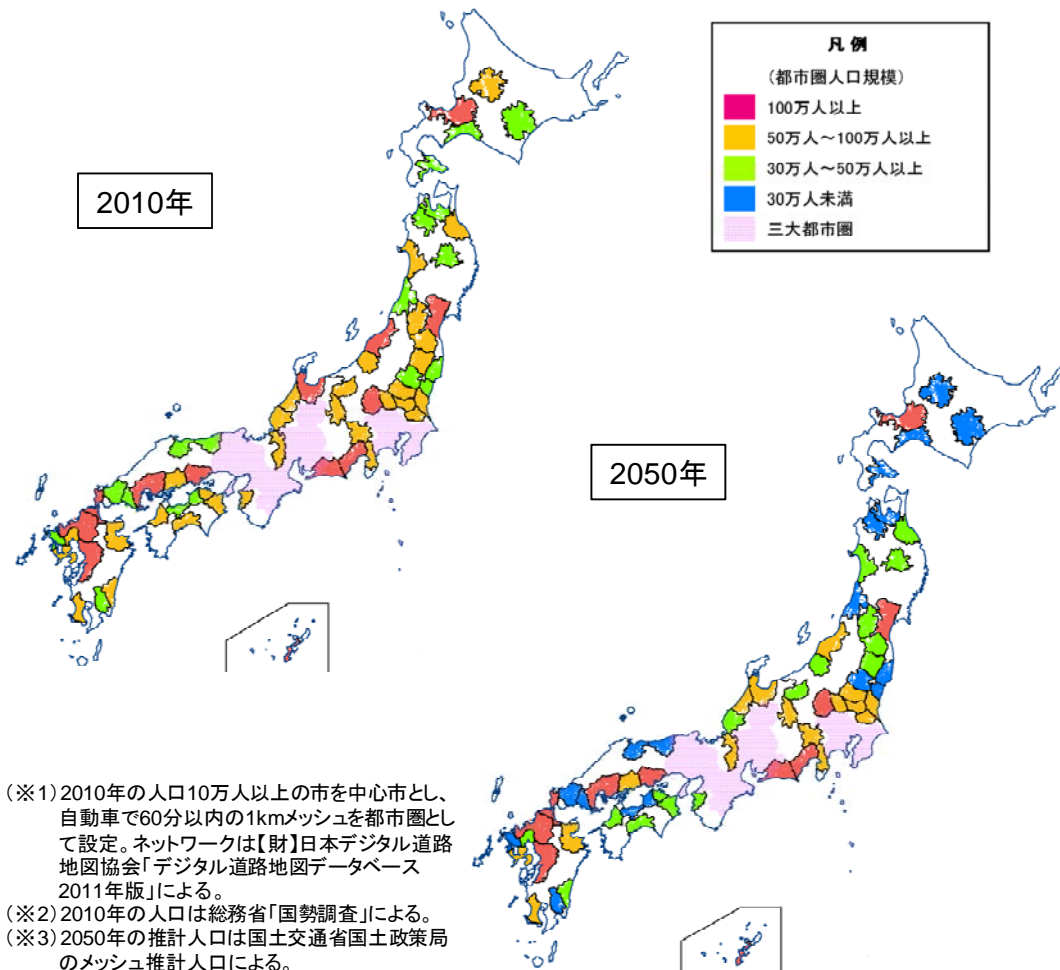 凡例
(都市圏人口規模)
100万人以上
50万人～100万人以上
30万人～50万人以上
30万人未満
三大都市圏
2010年
2050年
(※1)2010年の人口10万人以上の市を中心市とし、
自動車で60分以内の1kmメッシュを都市圏とし
て設定。ネットワークは【財】日本デジタル道路
地図協会「デジタル道路地図データベース
2011年版」による。
(※2)2010年の人口は総務省「国勢調査」による。
(※3)2050年の推計人口は国土交通省国土政策局
のメッシュ推計人口による。